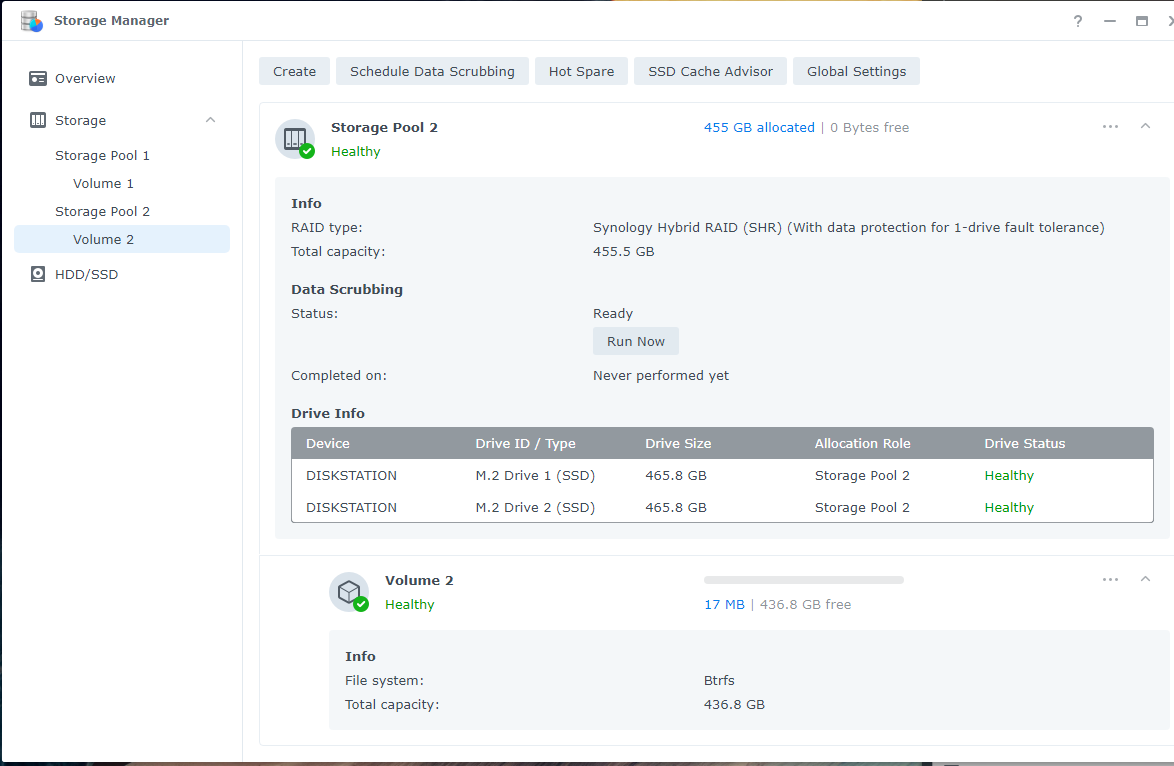 Storage Manager
?
Overview
Storage
Storage Pool 1
Volume 1
Storage Pool 2
Volume 2
HDD/SSD
Create Schedule Data Scrubbing Hot Spare SSD Cache Advisor Global Settings
Storage Pool 2 455 GB allocated | 0 Bytes free
Healthy
Info
RAID type: Synology Hybrid RAID (SHR) (With data protection for 1-drive fault tolerance)
Total capacity: 455.5 GB
Data Scrubbing
Status: Ready
Run Now
Completed on: Never performed yet
Drive Info
Device Drive ID / Type Drive Size Allocation Role Drive Status
DISKSTATION M.2 Drive 1 (SSD) 465.8 GB Storage Pool 2 Healthy
DISKSTATION M.2 Drive 2 (SSD) 465.8 GB Storage Pool 2 Healthy
Volume 2
Healthy 17 MB | 436.8 GB free
Info
File system: Btrfs
Total capacity: 436.8 GB